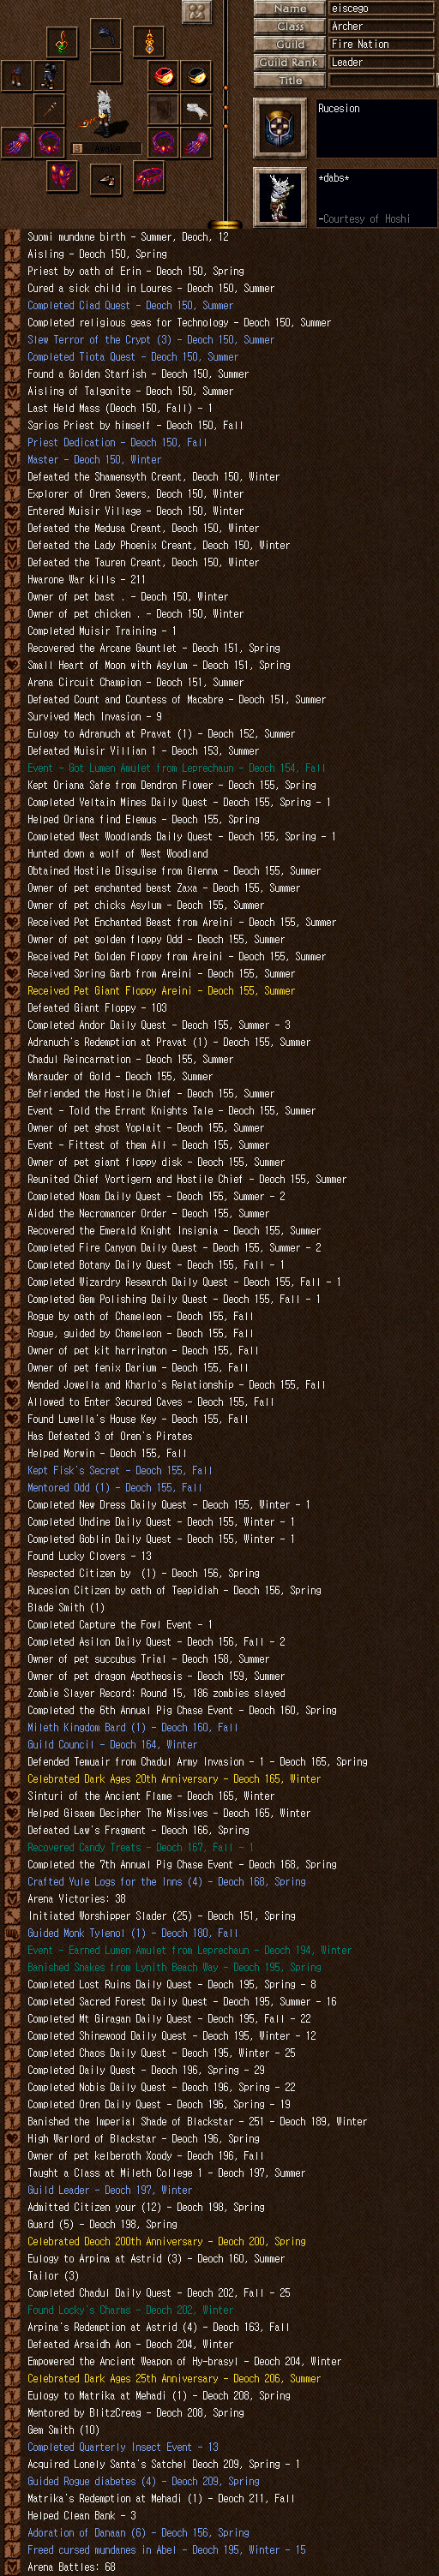 Name eiscego
Class Archer
Guild Fire Nation
Guild Rank Leader
Title
Rucesion
*dabs*
-Courtesy of Hoshi
Awake
Suomi mundane birth - Summer, Deoch, 12
Aisling - Deoch 150, Spring
Priest by oath of Erin - Deoch 150, Spring
Cured a sick child in Loures - Deoch 150, Summer
Completed Ciad Quest - Deoch 150, Summer
Completed religious geas for Technology - Deoch 150, Summer
Slew Terror of the Crypt (3) - Deoch 150, Summer
Completed Tiota Quest - Deoch 150, Summer
Found a Golden Starfish - Deoch 150, Summer
Aisling of Talgonite - Deoch 150, Summer
Last Held Mass (Deoch 150, Fall) - 1
Sgrios Priest by himself - Deoch 150, Fall
Priest Dedication - Deoch 150, Fall
Master - Deoch 150, Winter
Defeated the Shamensyth Creant, Deoch 150, Winter
Explorer of Oren Sewers, Deoch 150, Winter
Entered Muisir Village - Deoch 150, Winter
Defeated the Medusa Creant, Deoch 150, Winter
Defeated the Lady Phoenix Creant, Deoch 150, Winter
Defeated the Tauren Creant, Deoch 150, Winter
Hwarone War kills - 211
Owner of pet bast . - Deoch 150, Winter
Owner of pet chicken . - Deoch 150, Winter
Completed Muisir Training - 1
Recovered the Arcane Gauntlet - Deoch 151, Spring
Small Heart of Moon with Asylum - Deoch 151, Spring
Arena Circuit Champion - Deoch 151, Summer
Defeated Count and Countess of Macabre - Deoch 151, Summer
Survived Mech Invasion - 9
Eulogy to Adranuch at Pravat (1) - Deoch 152, Summer
Defeated Muisir Villian 1 - Deoch 153, Summer
Event - Got Lumen Amulet from Leprechaun - Deoch 154, Fall
Kept Oriana Safe from Dendron Flower - Deoch 155, Spring
Completed Yeltain Mines Daily Quest - Deoch 155, Spring - 1
Helped Oriana find Elemus - Deoch 155, Spring
Completed West Woodlands Daily Quest - Deoch 155, Spring - 1
Hunted down a wolf of West Woodland
Obtained Hostile Disguise from Glenna - Deoch 155, Summer
Owner of pet enchanted beast Zaxa - Deoch 155, Summer
Owner of pet chicks Asylum - Deoch 155, Summer
Received Pet Enchanted Beast from Areini - Deoch 155, Summer
Owner of pet golden floppy Odd - Deoch 155, Summer
Received Pet Golden Floppy from Areini - Deoch 155, Summer
Received Spring Garb from Areini - Deoch 155, Summer
Received Pet Giant Floppy Areini - Deoch 155, Summer
Defeated Giant Floppy - 103
Completed Andor Daily Quest - Deoch 155, Summer - 3
Adranuch's Redemption at Pravat (1) - Deoch 155, Summer
Chadul Reincarnation - Deoch 155, Summer
Marauder of Gold - Deoch 155, Summer
Befriended the Hostile Chief - Deoch 155, Summer
Event - Told the Errant Knights Tale - Deoch 155, Summer
Owner of pet ghost Yoplait - Deoch 155, Summer
Event - Fittest of them All - Deoch 155, Summer
Owner of pet giant floppy disk - Deoch 155, Summer
Reunited Chief Vortigern and Hostile Chief - Deoch 155, Summer
Completed Noam Daily Quest - Deoch 155, Summer - 2
Aided the Necromancer Order - Deoch 155, Summer
Recovered the Emerald Knight Insignia - Deoch 155, Summer
Completed Fire Canyon Daily Quest - Deoch 155, Summer - 2
Completed Botany Daily Quest - Deoch 155, Fall - 1
Completed Wizardry Research Daily Quest - Deoch 155, Fall - 1
Completed Gem Polishing Daily Quest - Deoch 155, Fall - 1
Rogue by oath of Chameleon - Deoch 155, Fall
Rogue, guided by Chameleon - Deoch 155, Fall
Owner of pet kit harrington - Deoch 155, Fall
Owner of pet fenix Darium - Deoch 155, Fall
Mended Jowella and Kharlo's Relationship - Deoch 155, Fall
Allowed to Enter Secured Caves - Deoch 155, Fall
Found Luwella's House Key - Deoch 155, Fall
Has Defeated 3 of Oren's Pirates
Helped Morwin - Deoch 155, Fall
Kept Fisk's Secret - Deoch 155, Fall
Mentored Odd (1) - Deoch 155, Fall
Completed New Dress Daily Quest - Deoch 155, Winter - 1
Completed Undine Daily Quest - Deoch 155, Winter - 1
Completed Goblin Daily Quest - Deoch 155, Winter - 1
Found Lucky Clovers - 13
Respected Citizen by  (1) - Deoch 156, Spring
Rucesion Citizen by oath of Teepidiah - Deoch 156, Spring
Blade Smith (1)
Completed Capture the Fowl Event - 1
Completed Asilon Daily Quest - Deoch 156, Fall - 2
Owner of pet succubus Trial - Deoch 158, Summer
Owner of pet dragon Apotheosis - Deoch 159, Summer
Zombie Slayer Record: Round 15, 186 zombies slayed
Completed the 6th Annual Pig Chase Event - Deoch 160, Spring
Mileth Kingdom Bard (1) - Deoch 160, Fall
Guild Council - Deoch 164, Winter
Defended Temuair from Chadul Army Invasion - 1 - Deoch 165, Spring
Celebrated Dark Ages 20th Anniversary - Deoch 165, Winter
Sinturi of the Ancient Flame - Deoch 165, Winter
Helped Gisaem Decipher The Missives - Deoch 165, Winter
Defeated Law's Fragment - Deoch 166, Spring
Recovered Candy Treats - Deoch 167, Fall - 1
Completed the 7th Annual Pig Chase Event - Deoch 168, Spring
Crafted Yule Logs for the Inns (4) - Deoch 168, Spring
Arena Victories: 38
Initiated Worshipper Slader (25) - Deoch 151, Spring
Guided Monk Tylenol (1) - Deoch 180, Fall
Event - Earned Lumen Amulet from Leprechaun - Deoch 194, Winter
Banished Snakes from Lynith Beach Way - Deoch 195, Spring
Completed Lost Ruins Daily Quest - Deoch 195, Spring - 8
Completed Sacred Forest Daily Quest - Deoch 195, Summer - 16
Completed Mt Giragan Daily Quest - Deoch 195, Fall - 22
Completed Shinewood Daily Quest - Deoch 195, Winter - 12
Completed Chaos Daily Quest - Deoch 195, Winter - 25
Completed Daily Quest - Deoch 196, Spring - 29
Completed Nobis Daily Quest - Deoch 196, Spring - 22
Completed Oren Daily Quest - Deoch 196, Spring - 19
Banished the Imperial Shade of Blackstar - 251 - Deoch 189, Winter
High Warlord of Blackstar - Deoch 196, Spring
Owner of pet kelberoth Xoody - Deoch 196, Fall
Taught a Class at Mileth College 1 - Deoch 197, Summer
Guild Leader - Deoch 197, Winter
Admitted Citizen your (12) - Deoch 198, Spring
Guard (5) - Deoch 198, Spring
Celebrated Deoch 200th Anniversary - Deoch 200, Spring
Eulogy to Arpina at Astrid (3) - Deoch 160, Summer
Tailor (3)
Completed Chadul Daily Quest - Deoch 202, Fall - 25
Found Locky's Charms - Deoch 202, Winter
Arpina's Redemption at Astrid (4) - Deoch 163, Fall
Defeated Arsaidh Aon - Deoch 204, Winter
Empowered the Ancient Weapon of Hy-brasyl - Deoch 204, Winter
Celebrated Dark Ages 25th Anniversary - Deoch 206, Summer
Eulogy to Matrika at Mehadi (1) - Deoch 208, Spring
Mentored by BlitzCreag - Deoch 208, Spring
Gem Smith (10)
Completed Quarterly Insect Event - 13
Acquired Lonely Santa's Satchel Deoch 209, Spring - 1
Guided Rogue diabetes (4) - Deoch 209, Spring
Matrika's Redemption at Mehadi (1) - Deoch 211, Fall
Helped Clean Bank - 3
Adoration of Danaan (6) - Deoch 156, Spring
Freed cursed mundanes in Abel - Deoch 195, Winter - 15
Arena Battles: 68